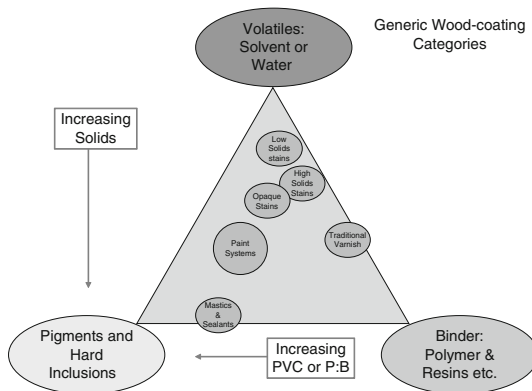 Volatiles:
Solvent or
Water
Generic Wood-coating
Categories
Increasing
Solids
Low
Solids
stains
High
Solids
Stains
Opaque
Stains
Traditional
Varnish
Paint
Systems
Mastics
&
Sealants
Pigments and
Hard
Inclusions
Increasing
PVC or P:B
Binder:
Polymer &
Resins etc.